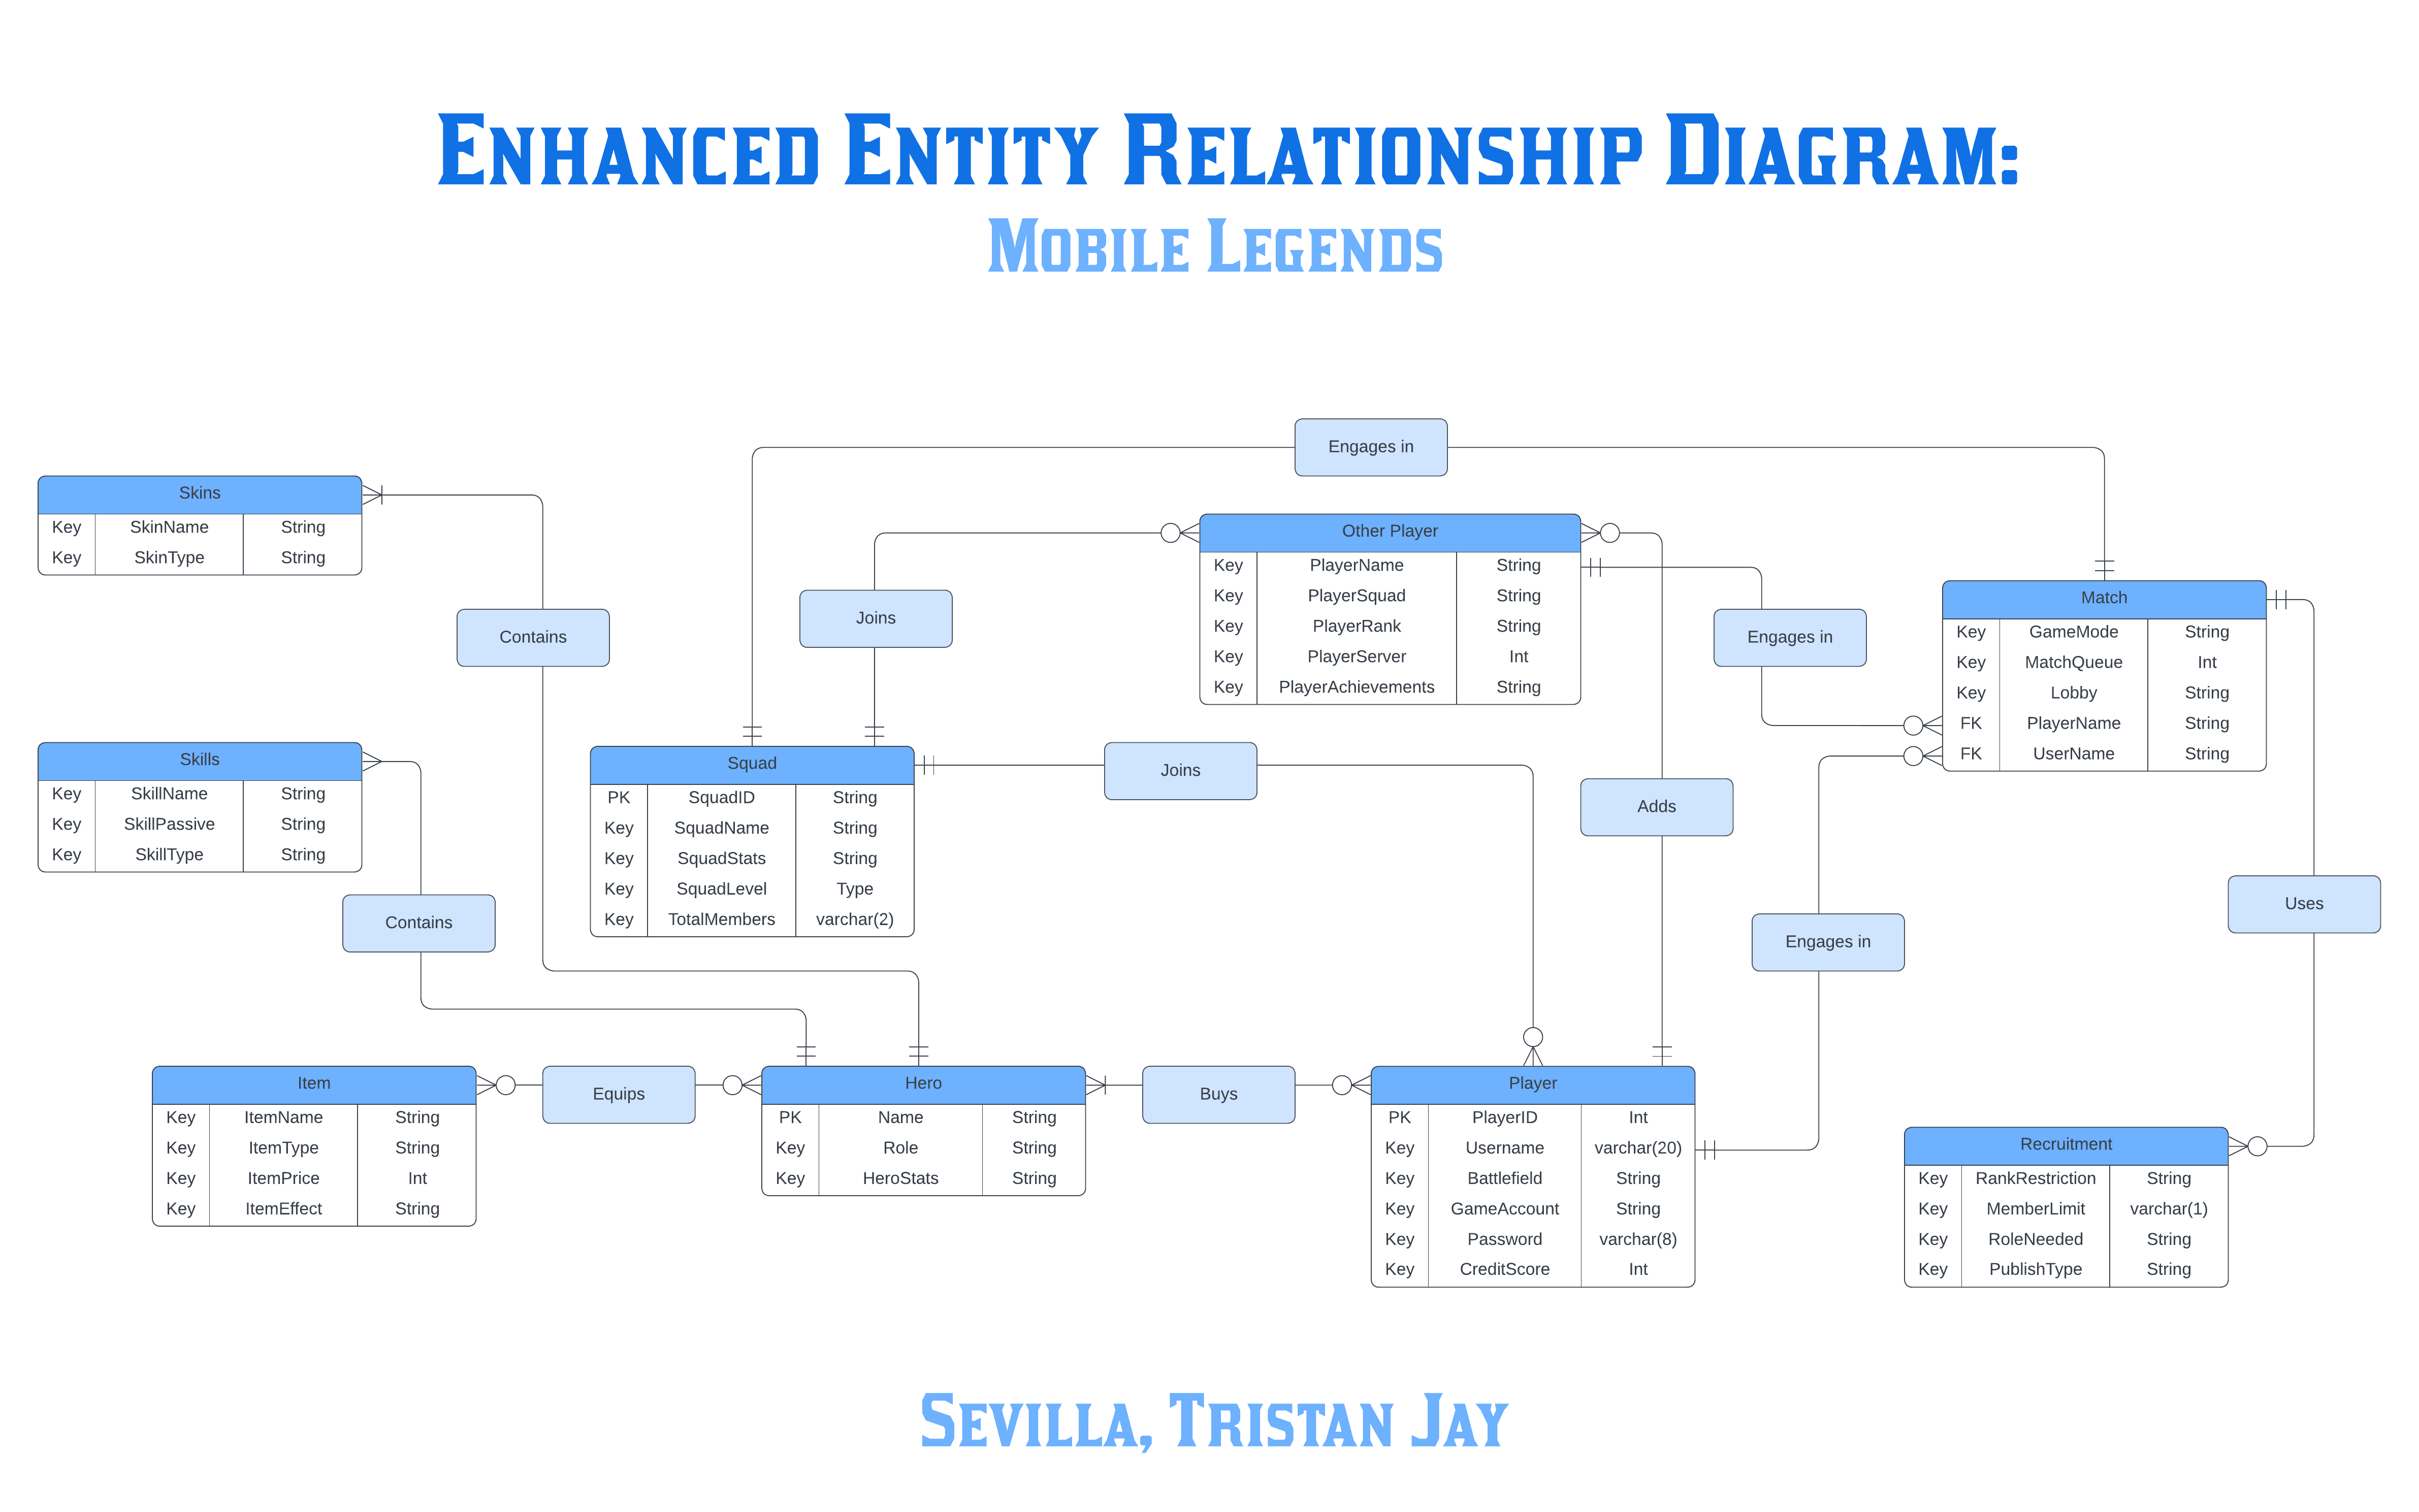 Enhanced Entity Relationship Diagram:
Mobile Legends
Engages in
Skins
Key SkinName String
Key SkinType String
Contains
Joins
Other Player
Key PlayerName String
Key PlayerSquad String
Key PlayerRank String
Key PlayerServer Int
Key PlayerAchievements String
Engages in
Match
Key GameMode String
Key MatchQueue Int
Key Lobby String
FK PlayerName String
FK UserName String
Skills
Key SkillName String
Key SkillPassive String
Key SkillType String
Contains
Squad
PK SquadID String
Key SquadName String
Key SquadStats String
Key SquadLevel Type
Key TotalMembers varchar(2)
Joins
Adds
Engages in
Uses
Item
Key ItemName String
Key ItemType String
Key ItemPrice Int
Key ItemEffect String
Equips
Hero
PK Name String
Key Role String
Key HeroStats String
Buys
Player
PK PlayerID Int
Key Username varchar(20)
Key Battlefield String
Key GameAccount String
Key Password varchar(8)
Key CreditScore Int
Recruitment
Key RankRestriction String
Key MemberLimit varchar(1)
Key RoleNeeded String
Key PublishType String
Sevilla, Tristan Jay